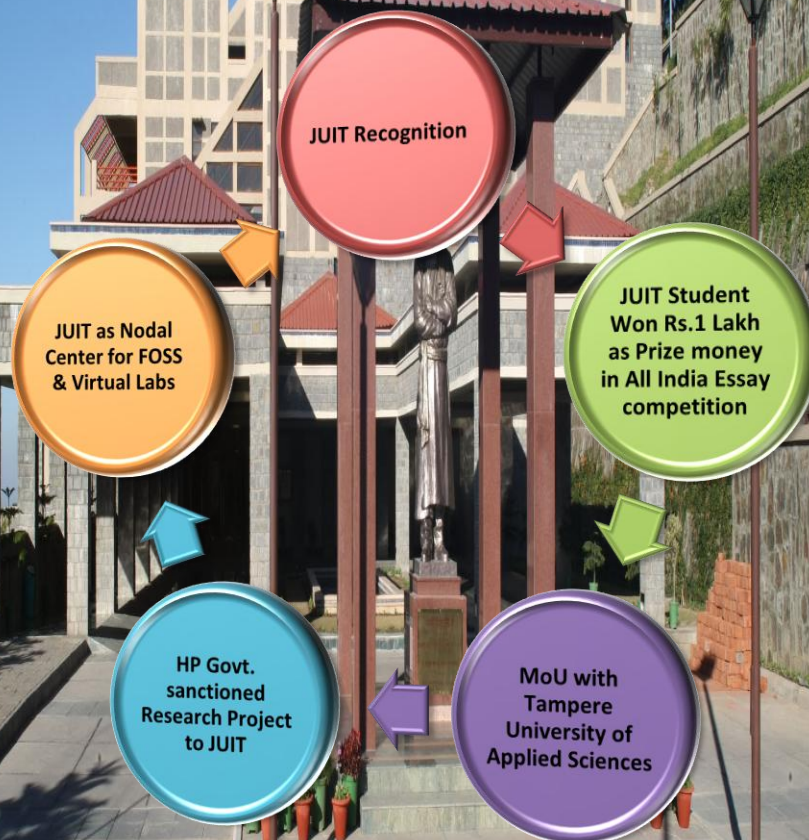 JUIT Recognition
JUIT Student
Won Rs.1 Lakh
as Prize money
in All India Essay
competition
MoU with
Tampere
University of
Applied Sciences
HP Govt.
sanctioned
Research Project
to JUIT
JUIT as Nodal
Center for FOSS
& Virtual Labs